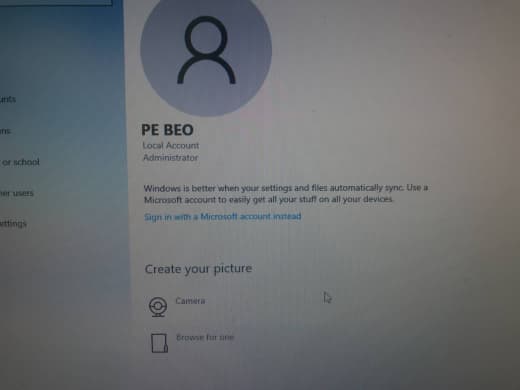 unts
ns
or school
her users
ettings
PE BEO
Local Account
Administrator
Windows is better when your settings and files automatically sync. Use a
Microsoft account to easily get all your stuff on all your devices.
Sign in with a Microsoft account instead
Create your picture
Camera
Browse for one